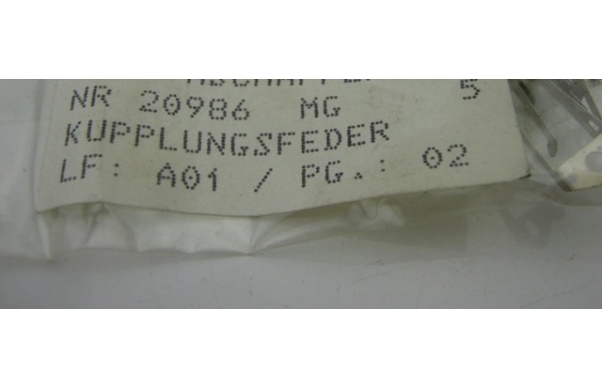 5
NR 20986 MG
KUPPLUNGSFEDER
LF: A01 / PG.: 02